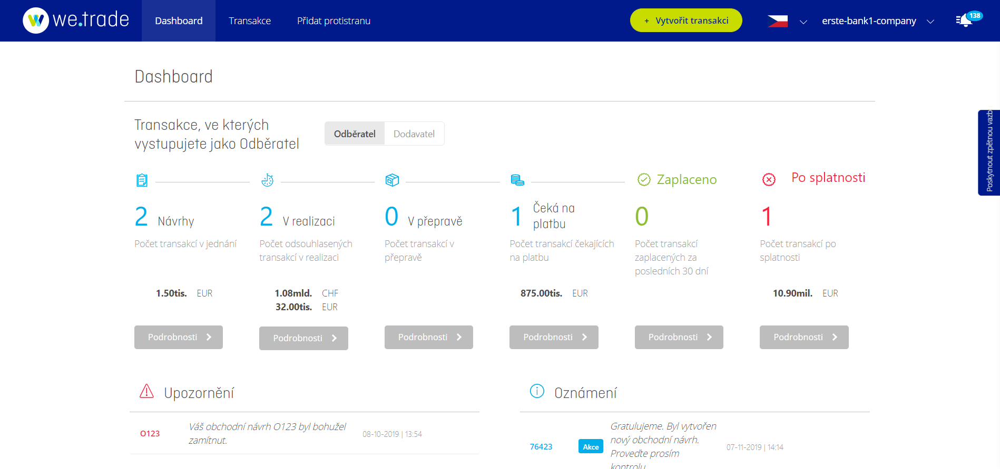 we.trade
Dashboard
Transakce
Přidat protistranu
+ Vytvořit transakci
erste-bank1-company
138
Dashboard
Transakce, ve kterých
vystupujete jako Odběratel
Odběratel
Dodavatel
Zaplaceno
Po splatnosti
2 Návrhy
2 V realizaci
0 V přepravě
1 Čeká na
platbu
0
1
Počet transakcí v jednání
Počet odsouhlasených
transakcí v realizaci
Počet transakcí v
přepravě
Počet transakcí čekajících
na platbu
Počet transakcí
zaplacených za
posledních 30 dní
Počet transakcí po
splatnosti
1.50tis. EUR
1.08mld. CHF
32.00tis. EUR
875.00tis. EUR
10.90mil. EUR
Podrobnosti
Podrobnosti
Podrobnosti
Podrobnosti
Podrobnosti
Podrobnosti
Poskytnout zpětnou vazb
Upozornění
O123
Váš obchodní návrh O123 byl bohužel
zamítnut.
08-10-2019 | 13:54
Oznámení
76423
Akce
Gratulujeme. Byl vytvořen
nový obchodní návrh.
Proveďte prosím
kontrolu
07-11-2019 | 14:14